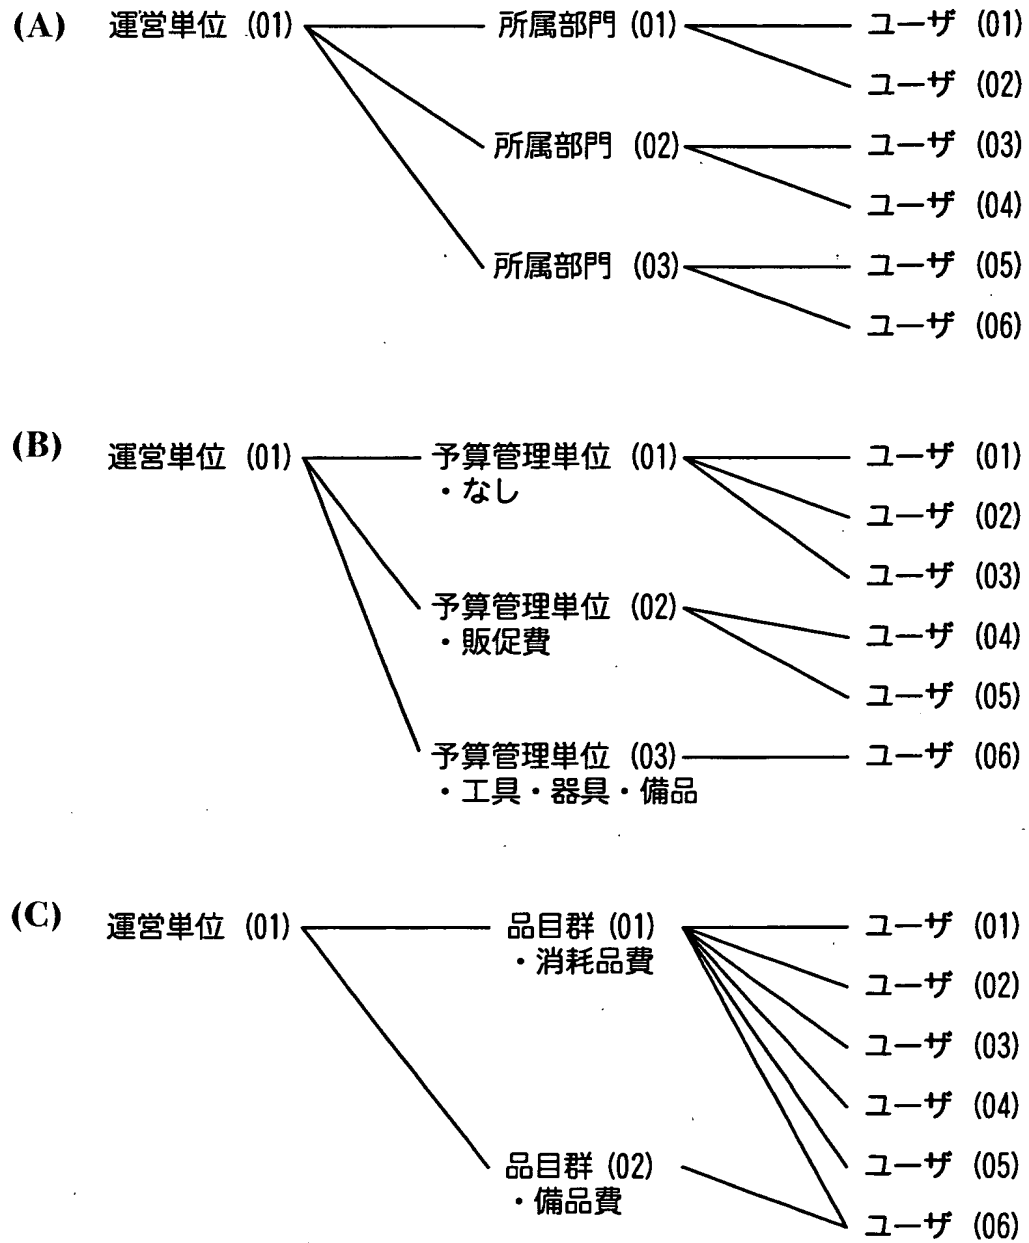 (A) 運営単位 (01) 所属部門 (01) ユーザ (01)
ユーザ (02)
所属部門 (02) ユーザ (03)
ユーザ (04)
所属部門 (03) ユーザ (05)
ユーザ (06)
(B) 運営単位 (01) 予算管理単位 (01) ユーザ (01)
・なし
ユーザ (02)
ユーザ (03)
予算管理単位 (02)
・販促費
ユーザ (04)
ユーザ (05)
予算管理単位 (03) ユーザ (06)
・工具・器具・備品
(C) 運営単位 (01) 品目群 (01) ユーザ (01)
・消耗品費
ユーザ (02)
ユーザ (03)
ユーザ (04)
品目群 (02) ユーザ (05)
・備品費
ユーザ (06)